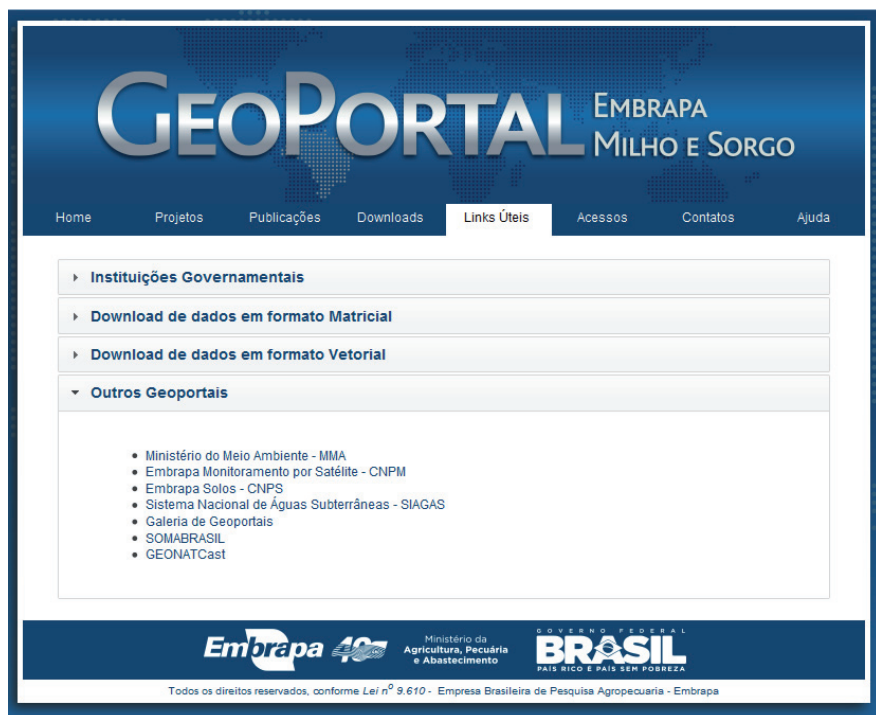 GEOPORTAL EMBRAPA
MILHO E SORGO
Home Projetos Publicações Downloads Links Úteis Acessos Contatos Ajuda
Instituições Governamentais
Download de dados em formato Matricial
Download de dados em formato Vetorial
Outros Geoportais
Ministério do Meio Ambiente - MMA
Embrapa Monitoramento por Satélite - CNPM
Embrapa Solos - CNPS
Sistema Nacional de Águas Subterrâneas - SIAGAS
Galeria de Geoportais
SOMABRASIL
GEONATCast
Embrapa 40
Ministério da
Agricultura, Pecuária
e Abastecimento
GOVERNO FEDERAL
BRASIL
PAÍS RICO É PAÍS SEM POBREZA
Todos os direitos reservados, conforme Lei nº 9.610 - Empresa Brasileira de Pesquisa Agropecuaria - Embrapa